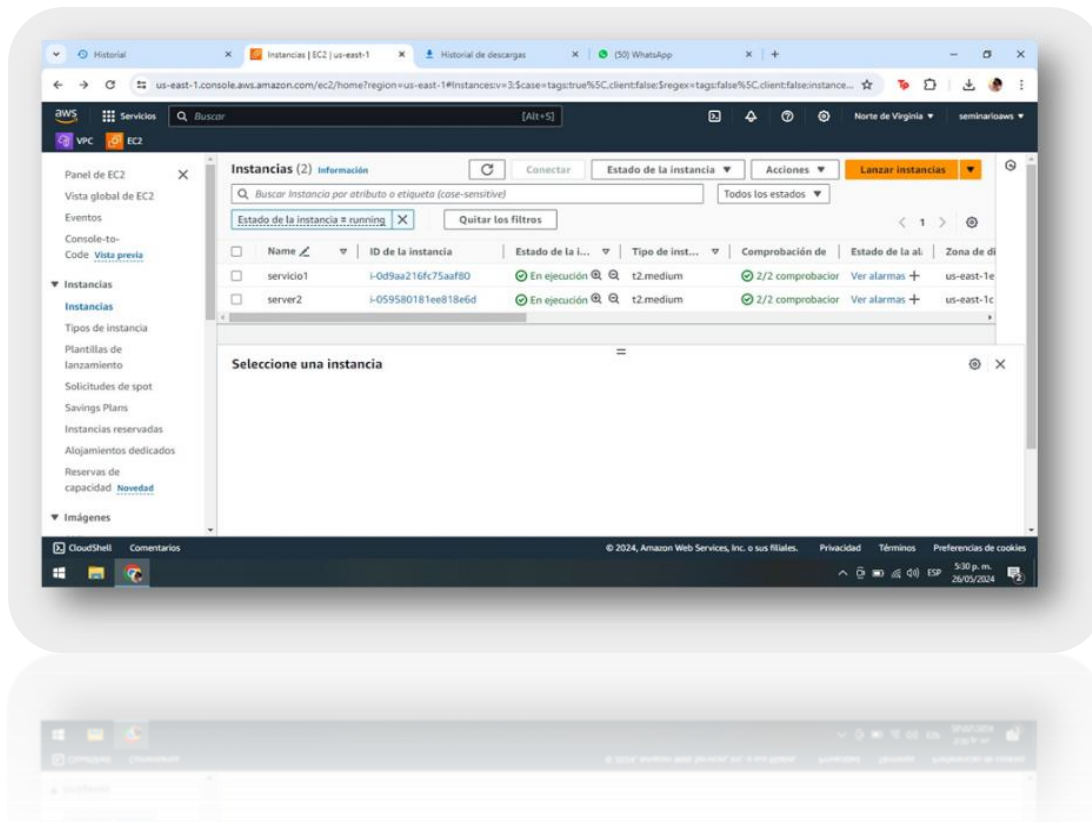 Historial
Instancias | EC2 | us-east-1
Historial de descargas
(50) WhatsApp
us-east-1.console.aws.amazon.com/ec2/home?region=us-east-1#Instances:v=3;$case=tags:true%5C,client:false;$regex=tags:false%5C,client:false;instance...
aws Servicios Buscar [Alt+S] Norte de Virginia seminarioaws
VPC EC2
Panel de EC2
Vista global de EC2
Eventos
Console-to-
Code Vista previa
Instancias
Instancias
Tipos de instancia
Plantillas de
lanzamiento
Solicitudes de spot
Savings Plans
Instancias reservadas
Alojamientos dedicados
Reservas de
capacidad Novedad
Imágenes
Instancias (2) Información Conectar Estado de la instancia Acciones Lanzar instancias
Buscar Instancia por atributo o etiqueta (case-sensitive) Todos los estados
Estado de la instancia = running Quitar los filtros 1
Name ID de la instancia Estado de la i... Tipo de inst... Comprobación de Estado de la al Zona de di
servicio1 i-0d9aa216fc75aaf80 En ejecución t2.medium 2/2 comprobacior Ver alarmas + us-east-1e
server2 i-059580181ee818e6d En ejecución t2.medium 2/2 comprobacior Ver alarmas + us-east-1c
Seleccione una instancia
CloudShell Comentarios © 2024, Amazon Web Services, Inc. o sus filiales. Privacidad Términos Preferencias de cookies
ESP 5:30 p. m.
26/05/2024
2